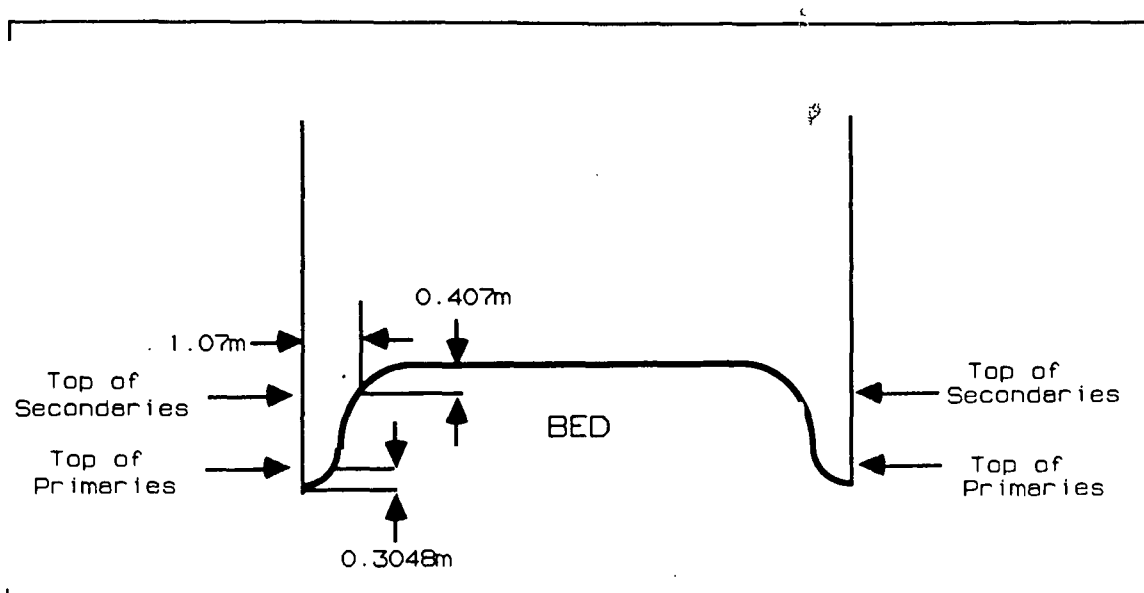 0.407m
1.07m
Top of
Secondaries
Top of
Secondaries
BED
Top of
Primaries
Top of
Primaries
0.3048m